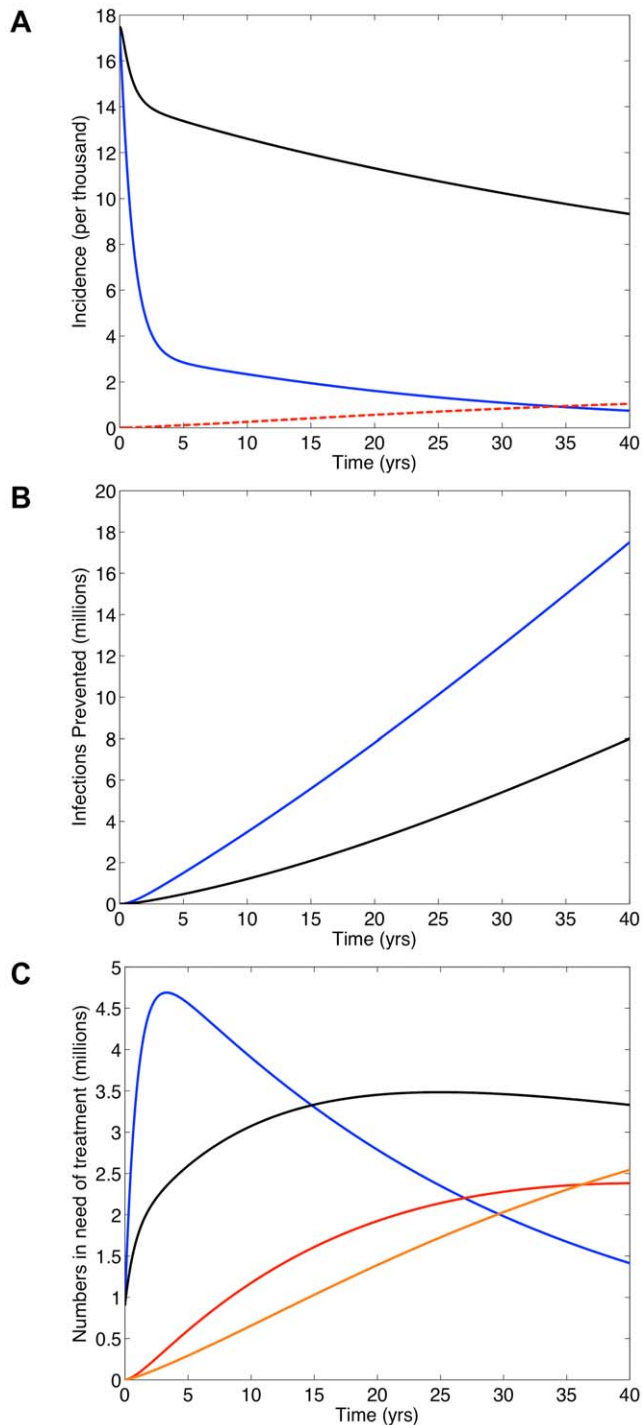 A
Incidence (per thousand)
18
16
14
12
10
8
6
4
2
0
0 5 10 15 20 25 30 35 40
Time (yrs)
B
Infections Prevented (millions)
20
18
16
14
12
10
8
6
4
2
0
0 5 10 15 20 25 30 35 40
Time (yrs)
C
Numbers in need of treatment (millions)
5
4.5
4
3.5
3
2.5
2
1.5
1
0.5
0
0 5 10 15 20 25 30 35 40
Time (yrs)